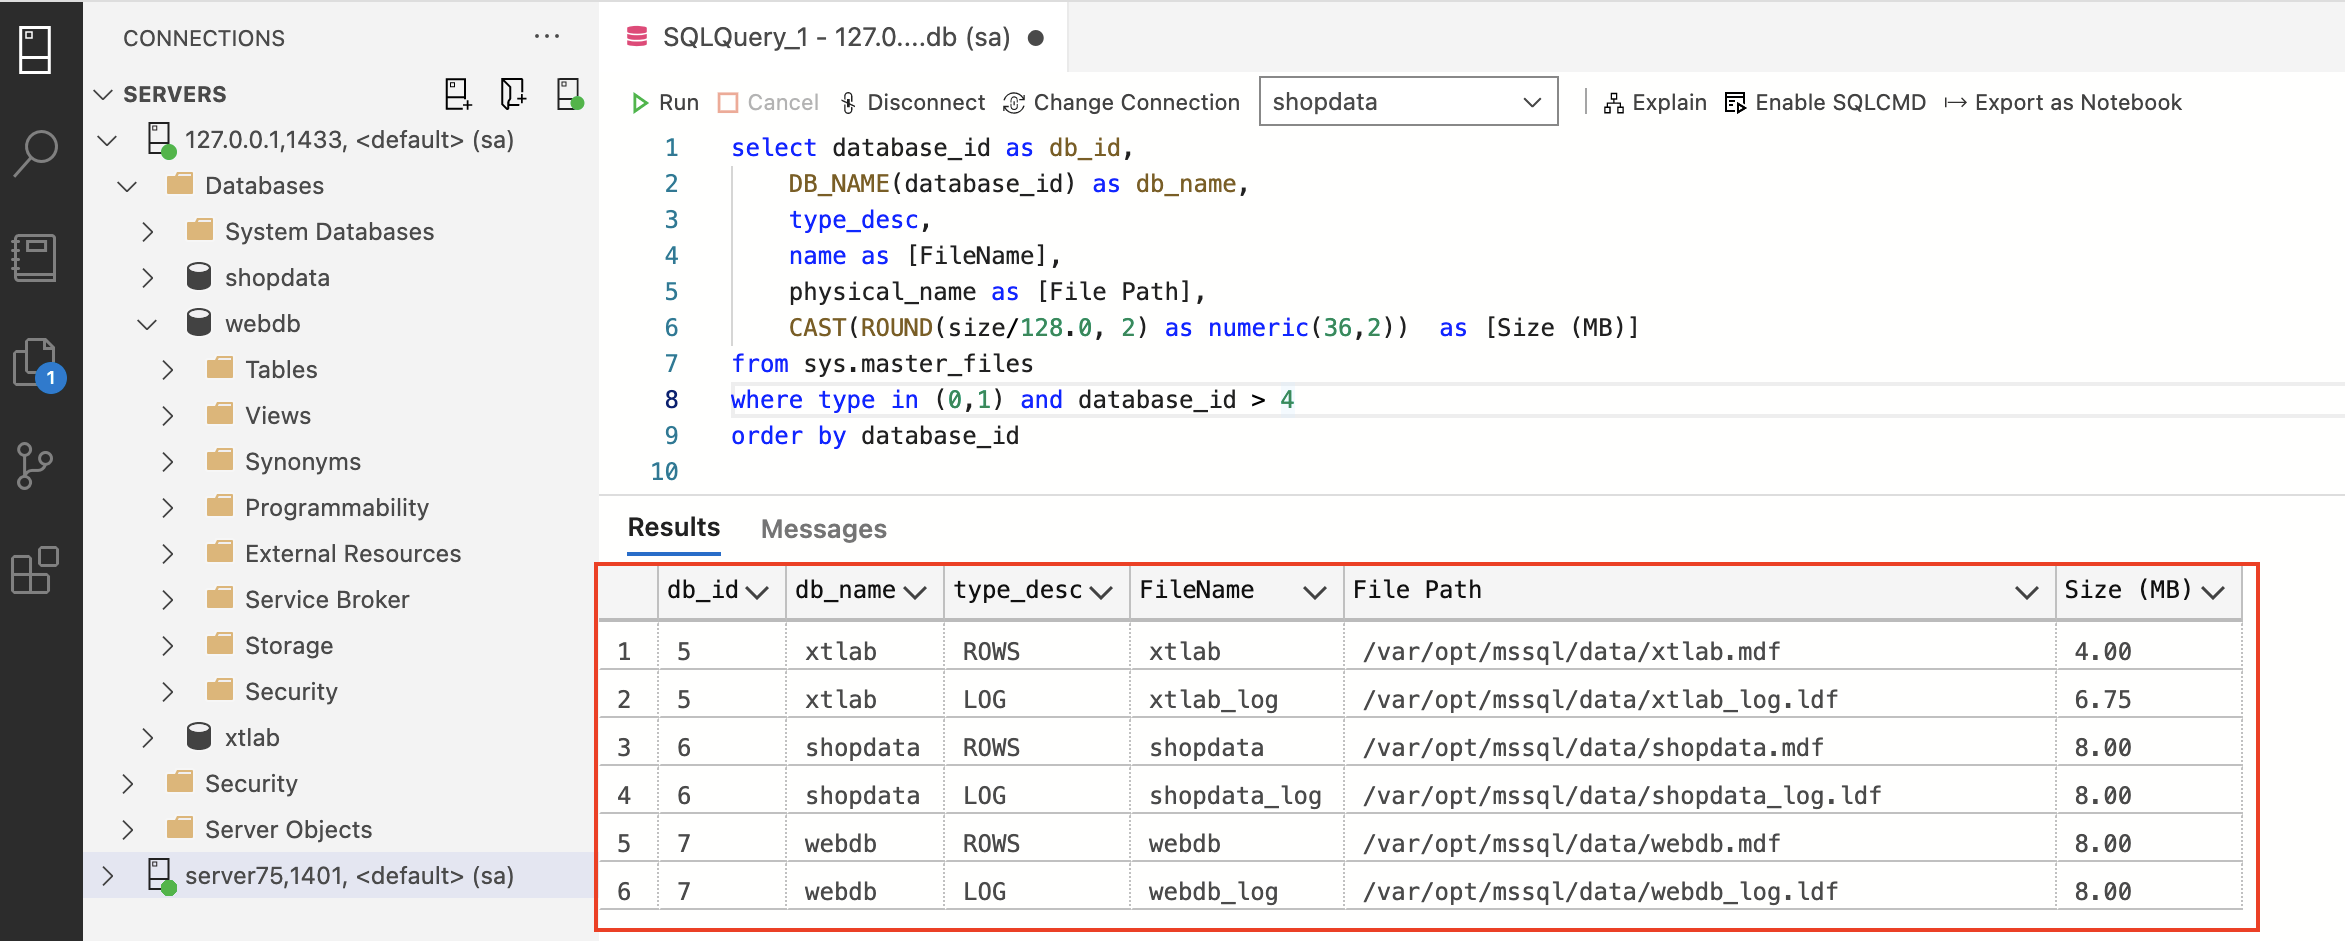 CONNECTIONS ...
SERVERS
127.0.0.1,1433, <default> (sa)
Databases
System Databases
shopdata
webdb
Tables
Views
Synonyms
Programmability
External Resources
Service Broker
Storage
Security
xtlab
Security
Server Objects
server75,1401, <default> (sa)
1
SQLQuery_1 - 127.0....db (sa)
Run Cancel Disconnect Change Connection shopdata Explain Enable SQLCMD Export as Notebook
1 select database_id as db_id,
2 DB_NAME(database_id) as db_name,
3 type_desc,
4 name as [FileName],
5 physical_name as [File Path],
6 CAST(ROUND(size/128.0, 2) as numeric(36,2))  as [Size (MB)]
7 from sys.master_files
8 where type in (0,1) and database_id > 4
9 order by database_id
10
Results Messages
db_id db_name type_desc FileName File Path Size (MB)
1 5 xtlab ROWS xtlab /var/opt/mssql/data/xtlab.mdf 4.00
2 5 xtlab LOG xtlab_log /var/opt/mssql/data/xtlab_log.ldf 6.75
3 6 shopdata ROWS shopdata /var/opt/mssql/data/shopdata.mdf 8.00
4 6 shopdata LOG shopdata_log /var/opt/mssql/data/shopdata_log.ldf 8.00
5 7 webdb ROWS webdb /var/opt/mssql/data/webdb.mdf 8.00
6 7 webdb LOG webdb_log /var/opt/mssql/data/webdb_log.ldf 8.00